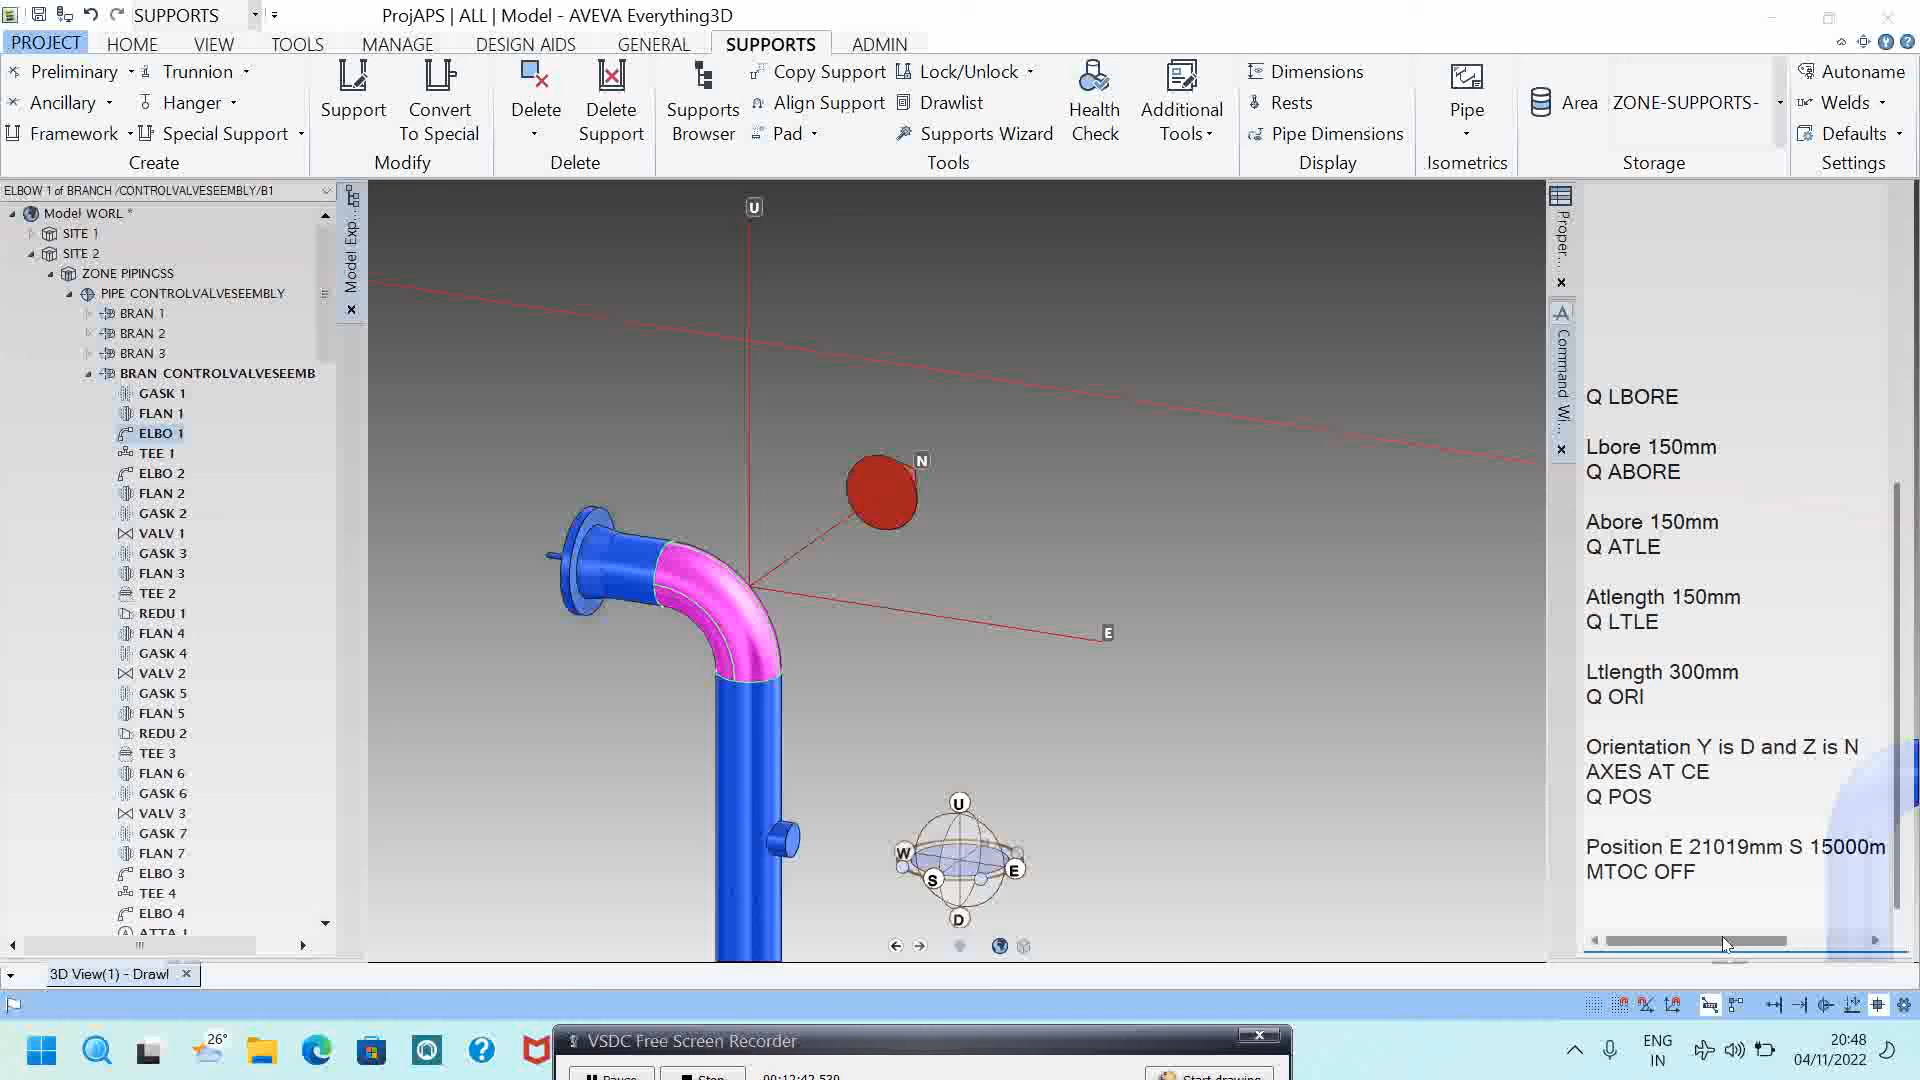 SUPPORTS
ProjAPS | ALL | Model - AVEVA Everything3D
PROJECT HOME VIEW TOOLS MANAGE DESIGN AIDS GENERAL SUPPORTS ADMIN
Preliminary Trunnion
Ancillary Hanger
Framework Special Support
Create
Support
Convert
To Special
Modify
Delete
Delete
Support
Delete
Supports
Browser
Copy Support
Align Support
Pad
Lock/Unlock
Drawlist
Supports Wizard
Health
Check
Additional
Tools
Tools
Dimensions
Rests
Pipe Dimensions
Display
Pipe
Isometrics
Area ZONE-SUPPORTS-
Storage
Autoname
Welds
Defaults
Settings
ELBOW 1 of BRANCH /CONTROLVALVESEEMBLY/B1
Model WORL *
SITE 1
SITE 2
ZONE PIPINGSS
PIPE CONTROLVALVESEEMBLY
BRAN 1
BRAN 2
BRAN 3
BRAN CONTROLVALVESEEMB
GASK 1
FLAN 1
ELBO 1
TEE 1
ELBO 2
FLAN 2
GASK 2
VALV 1
GASK 3
FLAN 3
TEE 2
REDU 1
FLAN 4
GASK 4
VALV 2
GASK 5
FLAN 5
REDU 2
TEE 3
FLAN 6
GASK 6
VALV 3
GASK 7
FLAN 7
ELBO 3
TEE 4
ELBO 4
ATTA 1
Model Exp...
U
N
E
U
W
S
E
D
Proper...
Command Wi...
Q LBORE
Lbore 150mm
Q ABORE
Abore 150mm
Q ATLE
Atlength 150mm
Q LTLE
Ltlength 300mm
Q ORI
Orientation Y is D and Z is N
AXES AT CE
Q POS
Position E 21019mm S 15000m
MTOC OFF
3D View(1) - Drawl
26°
VSDC Free Screen Recorder
Pause
Stop
00:12:42.530
Start drawing
ENG
IN
20:48
04/11/2022